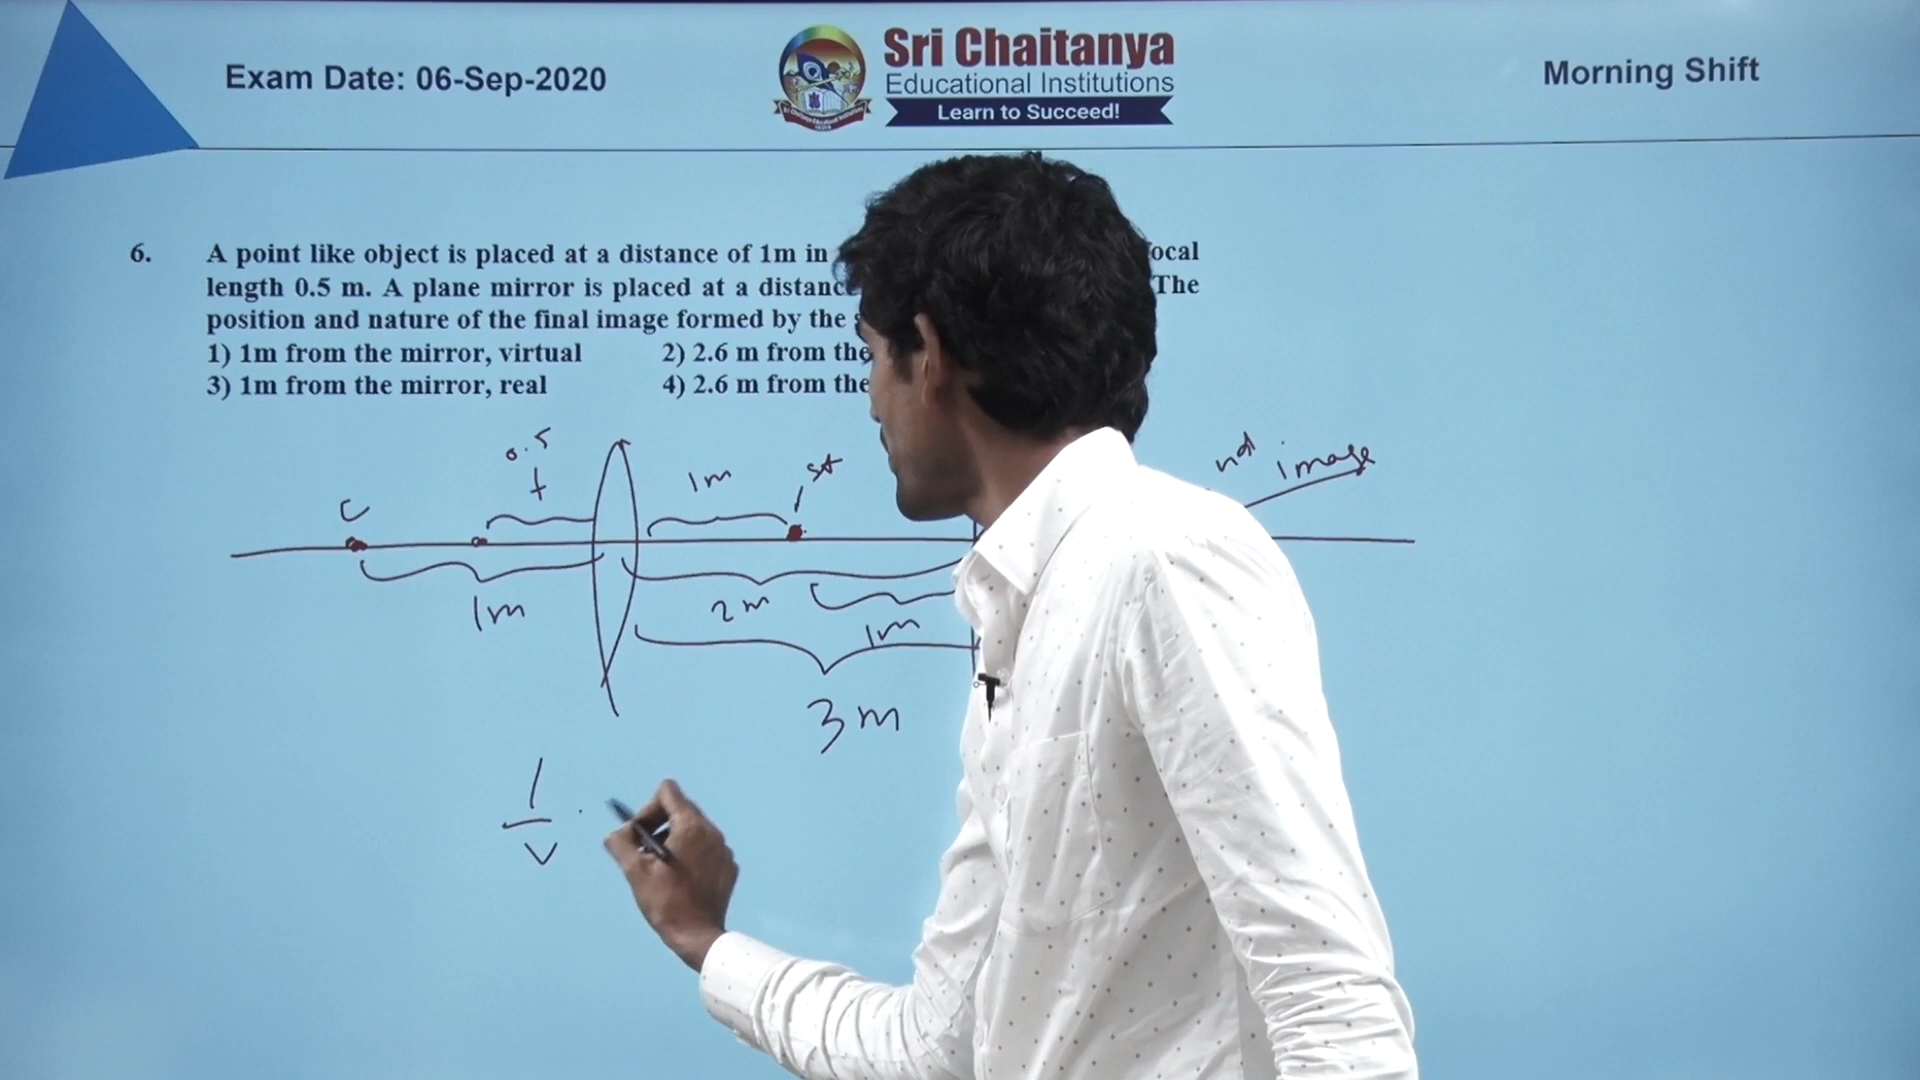 Exam Date: 06-Sep-2020
Sri Chaitanya
Educational Institutions
Learn to Succeed!
Morning Shift
6. A point like object is placed at a distance of 1m in ocal
length 0.5 m. A plane mirror is placed at a distance The
position and nature of the final image formed by the
1) 1m from the mirror, virtual 2) 2.6 m from the
3) 1m from the mirror, real 4) 2.6 m from the
0.5
f
1m
st
nd image
C
1m
2m
1m
3m
1
v